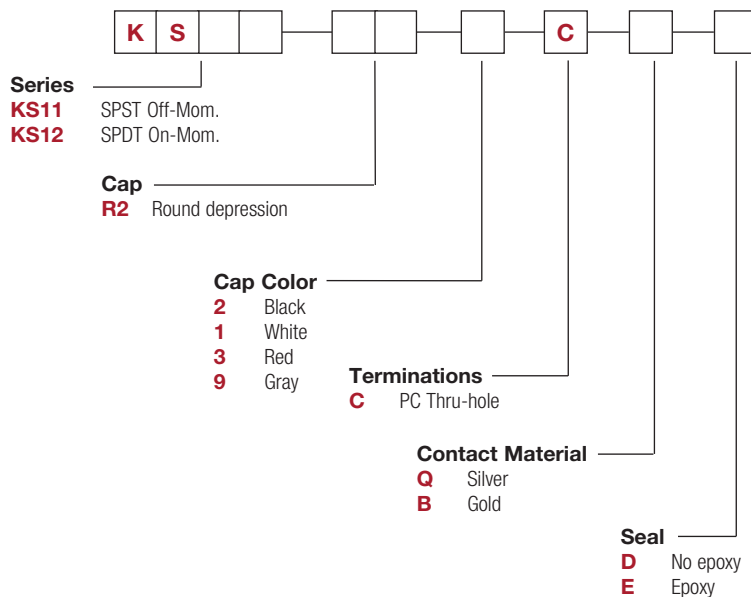 K S C
Series
KS11 SPST Off-Mom.
KS12 SPDT On-Mom.
Cap
R2 Round depression
Cap Color
2 Black
1 White
3 Red
9 Gray
Terminations
C PC Thru-hole
Contact Material
Q Silver
B Gold
Seal
D No epoxy
E Epoxy